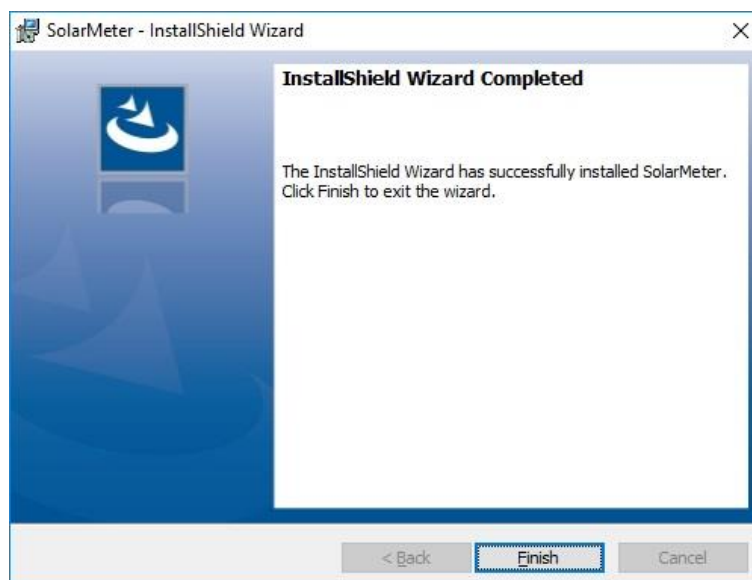 SolarMeter - InstallShield Wizard
InstallShield Wizard Completed
The InstallShield Wizard has successfully installed SolarMeter.
Click Finish to exit the wizard.
< Back
Finish
Cancel